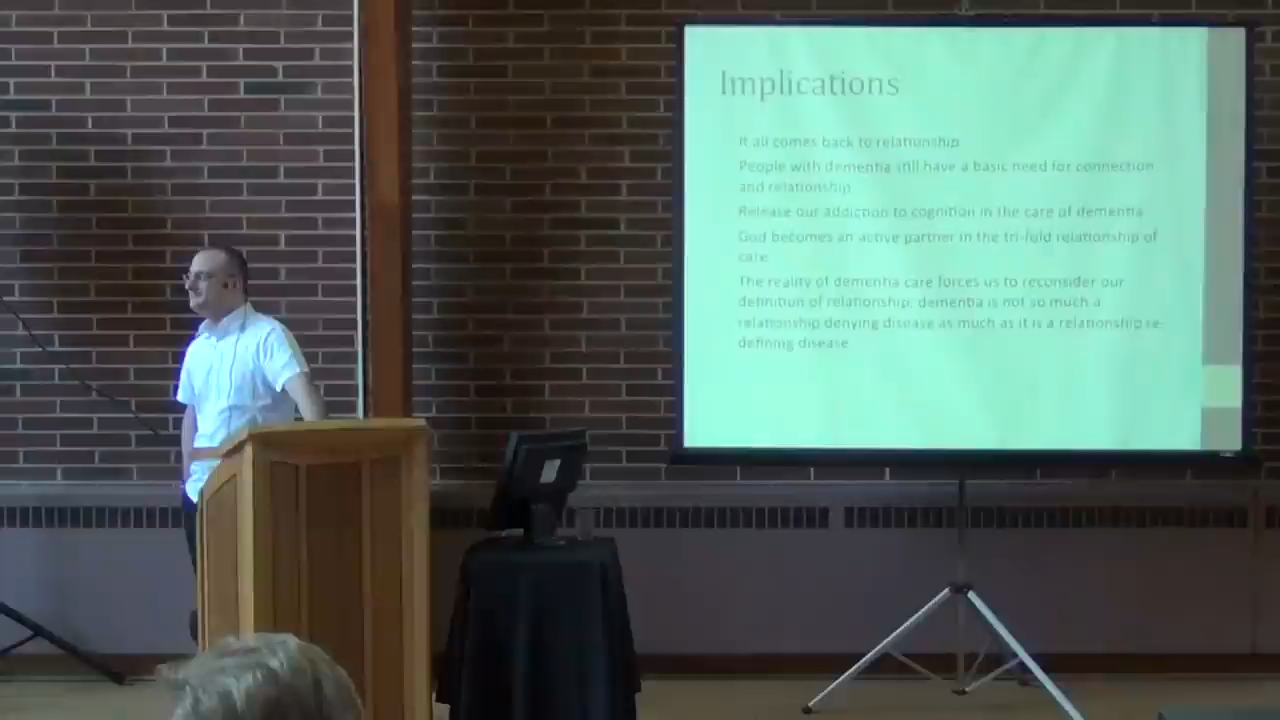 Implications
It all comes back to relationship
People with dementia still have a basic need for connection
and relationship
Release our addiction to cognition in the care of dementia
God becomes an active partner in the tri-fold relationship of
care
The reality of dementia care forces us to reconsider our
definition of relationship; dementia is not so much a
relationship denying disease as much as it is a relationship re-
defining disease